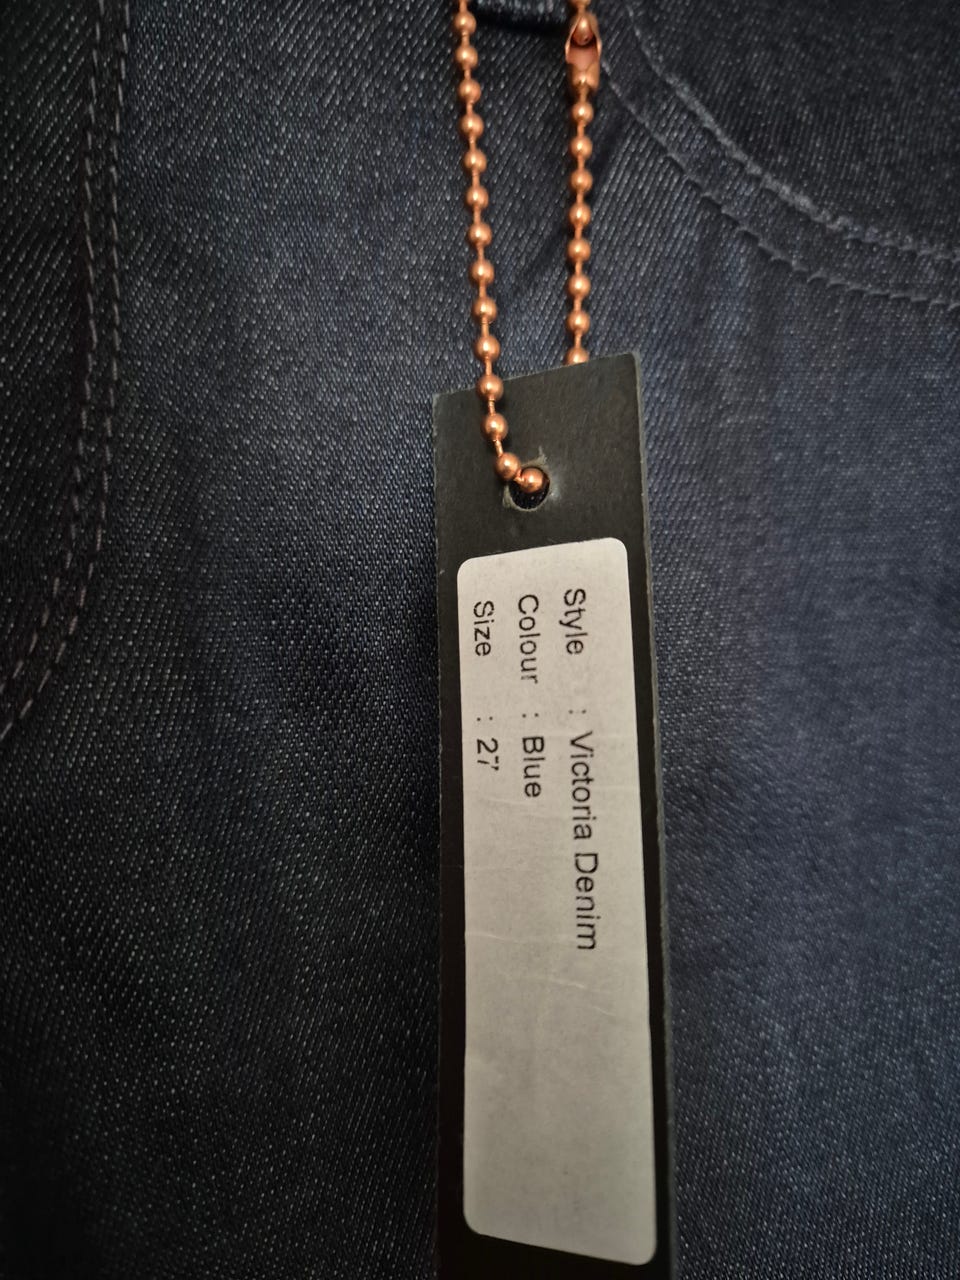 Style : Victoria Denim
Colour : Blue
Size : 27